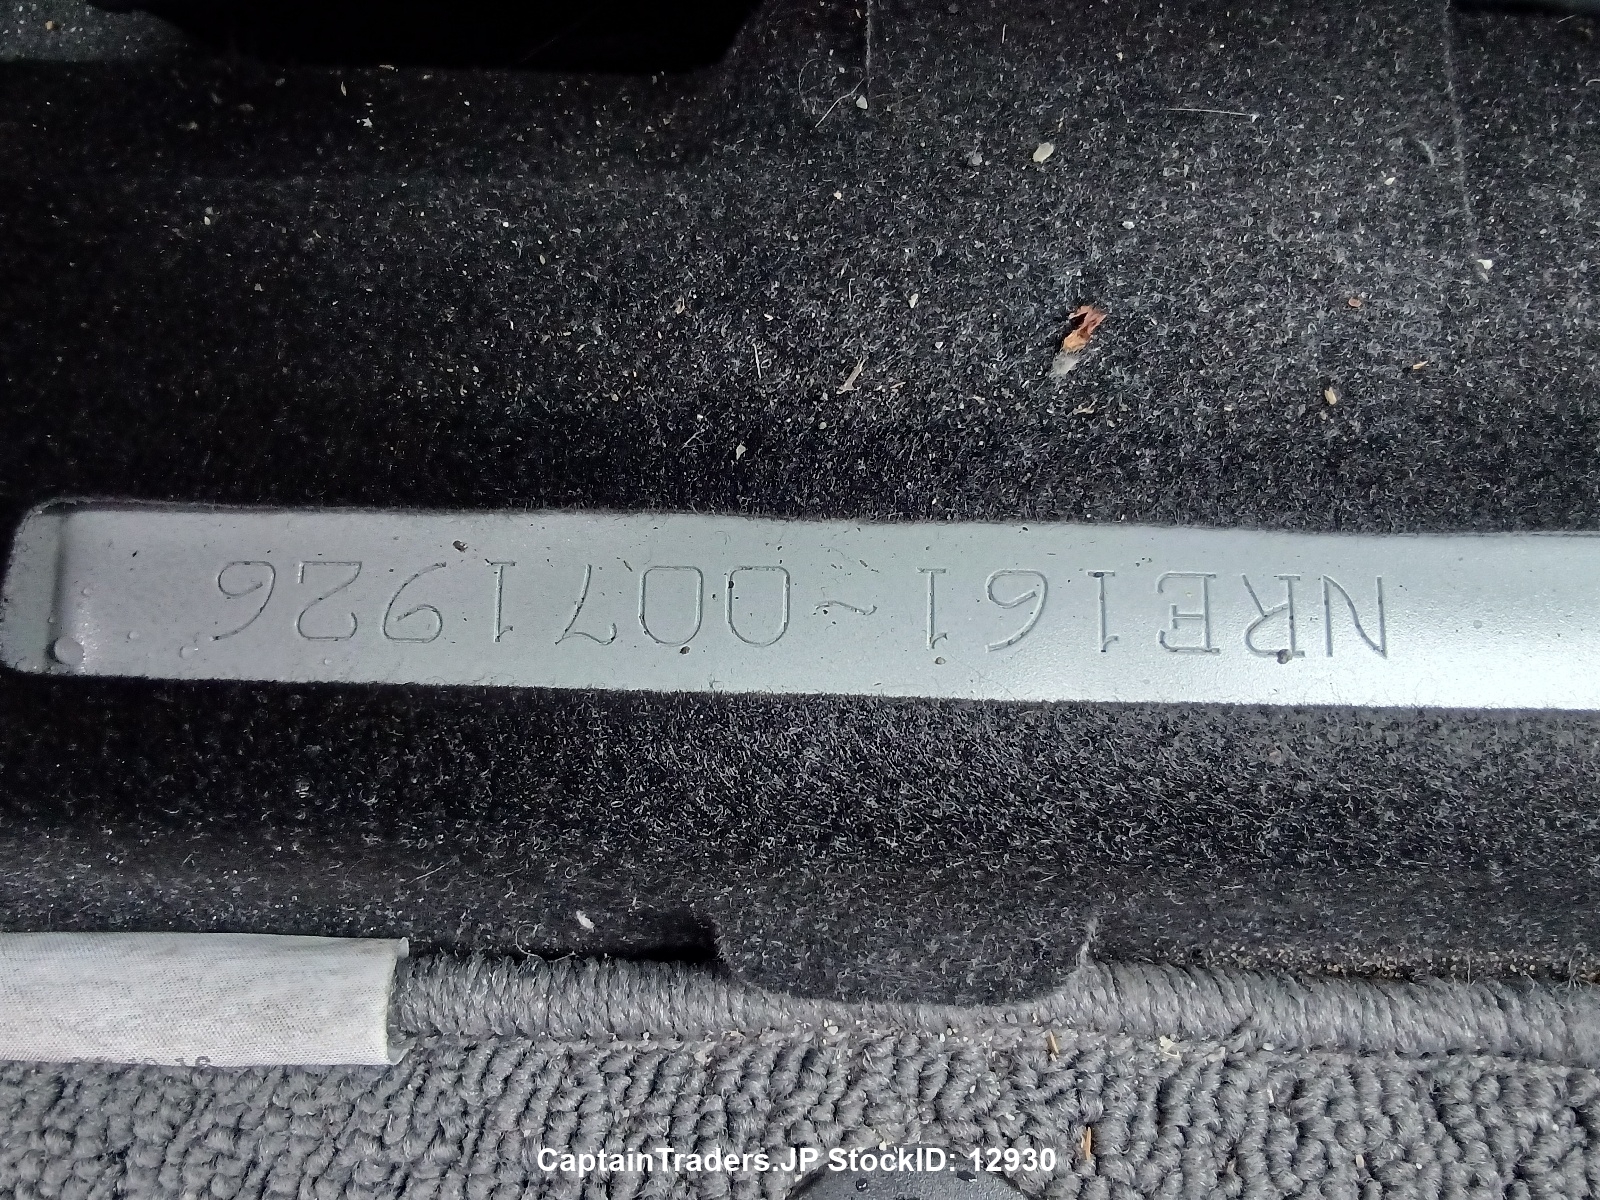 NRE161~0071926
CaptainTraders.JP StockID: 12930